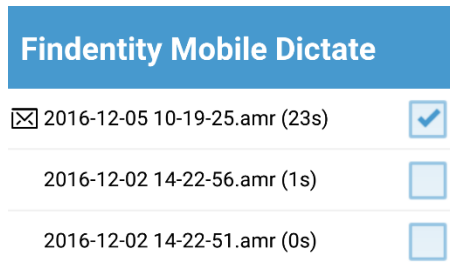 Findentity Mobile Dictate
2016-12-05 10-19-25.amr (23s)
2016-12-02 14-22-56.amr (1s)
2016-12-02 14-22-51.amr (0s)